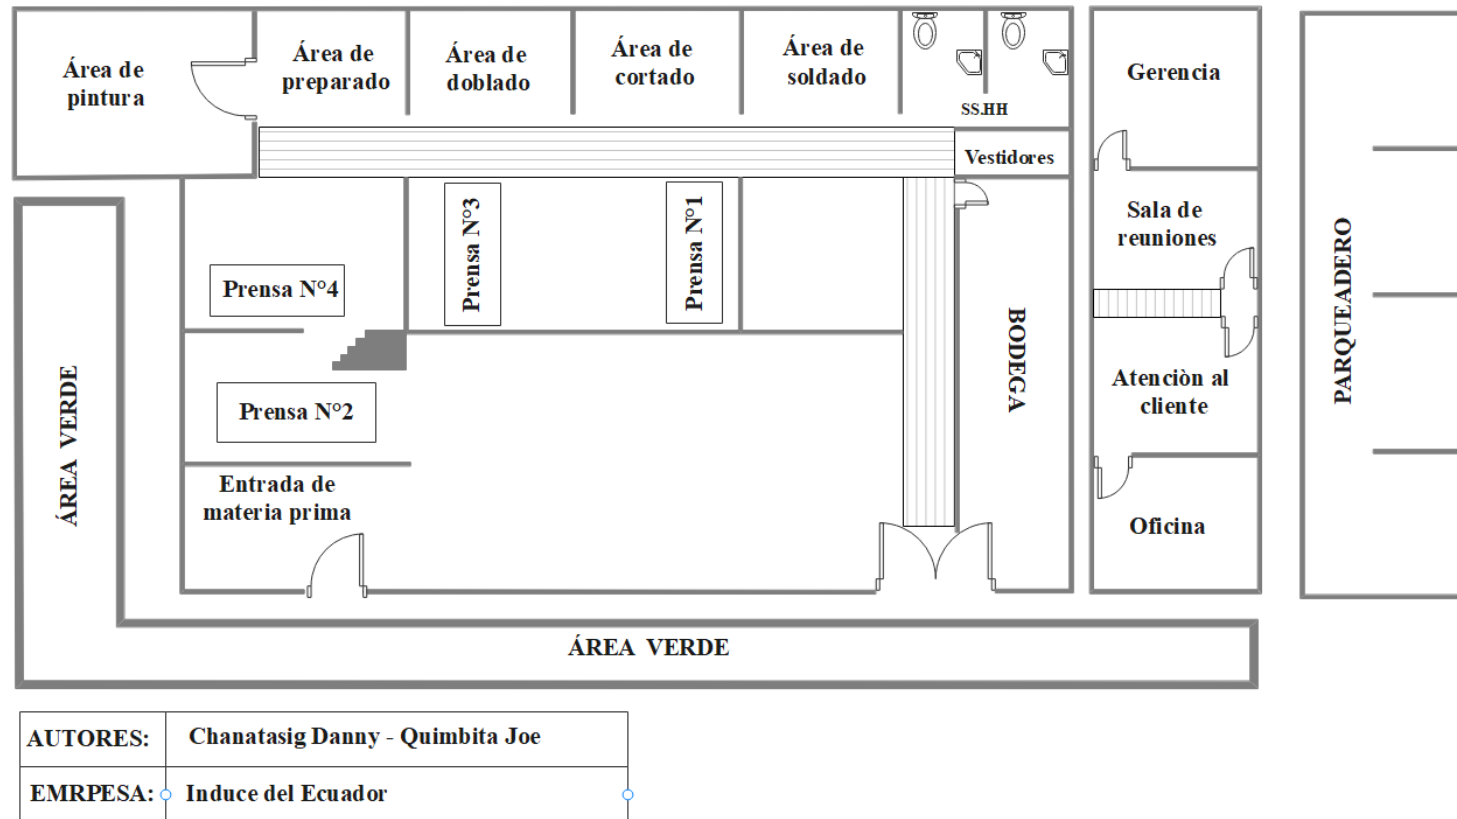 Área de
pintura
Área de
preparado
Área de
doblado
Área de
cortado
Área de
soldado
SS.HH
Vestidores
Gerencia
Sala de
reuniones
Atenciòn al
cliente
Oficina
PARQUEADERO
BODEGA
Prensa N°3
Prensa N°1
Prensa N°4
Prensa N°2
Entrada de
materia prima
ÁREA VERDE
ÁREA VERDE
AUTORES: Chanatasig Danny - Quimbita Joe
EMRPESA: Induce del Ecuador